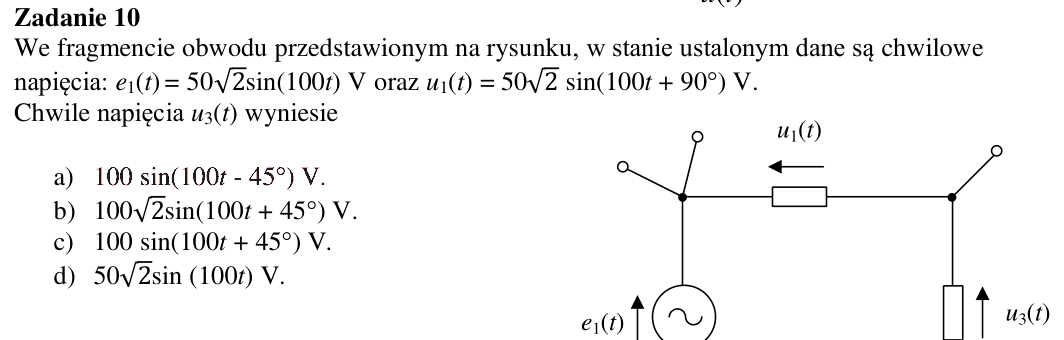 Zadanie 10
We fragmencie obwodu przedstawionym na rysunku, w stanie ustalonym dane są chwilowe
napięcia: e₁(t) = 50√2sin(100t) V oraz u₁(t) = 50√2 sin(100t + 90°) V.
Chwile napięcia u₃(t) wyniesie
a) 100 sin(100t - 45°) V.
b) 100√2sin(100t + 45°) V.
c) 100 sin(100t + 45°) V.
d) 50√2sin (100t) V.
u₁(t)
e₁(t)
u₃(t)